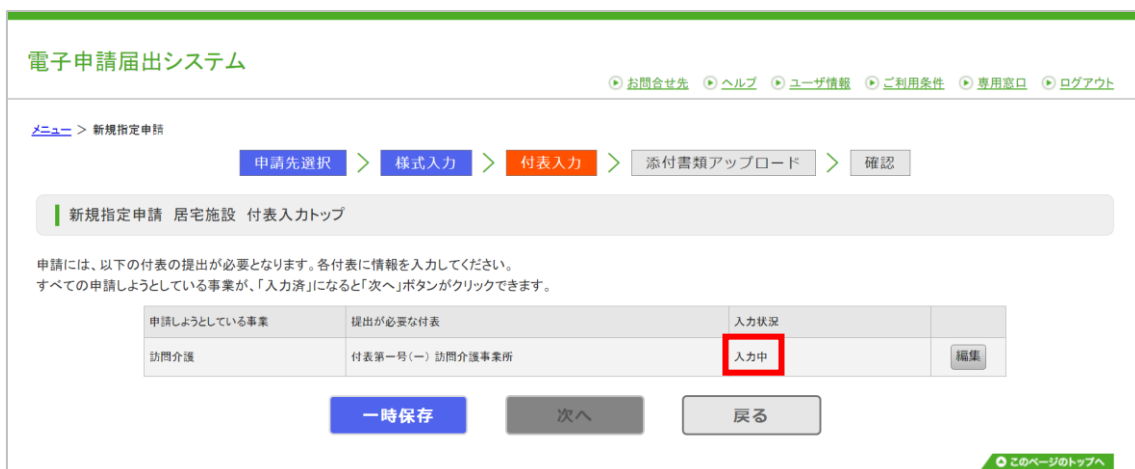 電子申請届出システム
お問合せ先 ヘルプ ユーザ情報 ご利用条件 専用窓口 ログアウト
メニュー > 新規指定申請
申請先選択 > 様式入力 > 付表入力 > 添付書類アップロード > 確認
新規指定申請 居宅施設 付表入力トップ
申請には、以下の付表の提出が必要となります。各付表に情報を入力してください。
すべての申請しようとしている事業が、「入力済」になると「次へ」ボタンがクリックできます。
申請しようとしている事業 提出が必要な付表 入力状況
訪問介護 付表第一号(一) 訪問介護事業所 入力中 編集
一時保存 次へ 戻る
このページのトップへ